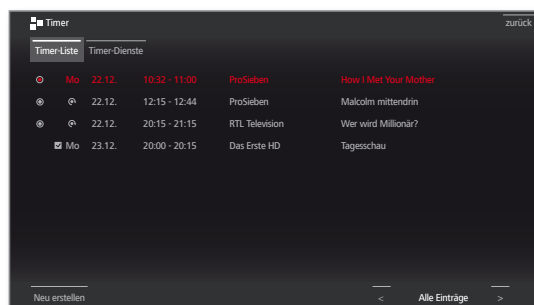 Timer
zurück
Timer-Liste Timer-Dienste
Mo 22.12. 10:32 - 11:00 ProSieben How I Met Your Mother
22.12. 12:15 - 12:44 ProSieben Malcolm mittendrin
22.12. 20:15 - 21:15 RTL Television Wer wird Millionär?
Mo 23.12. 20:00 - 20:15 Das Erste HD Tagesschau
Neu erstellen < Alle Einträge >